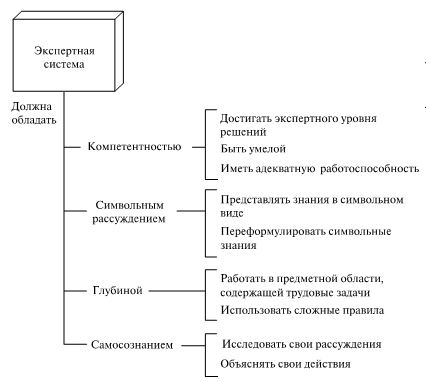 Экспертная
система
Должна
обладать
Компетентностью
Достигать экспертного уровня
решений
Быть умелой
Иметь адекватную работоспособность
Символьным
рассуждением
Представлять знания в символьном
виде
Переформулировать символьные
знания
Глубиной
Работать в предметной области,
содержащей трудовые задачи
Использовать сложные правила
Самосознанием
Исследовать свои рассуждения
Объяснять свои действия